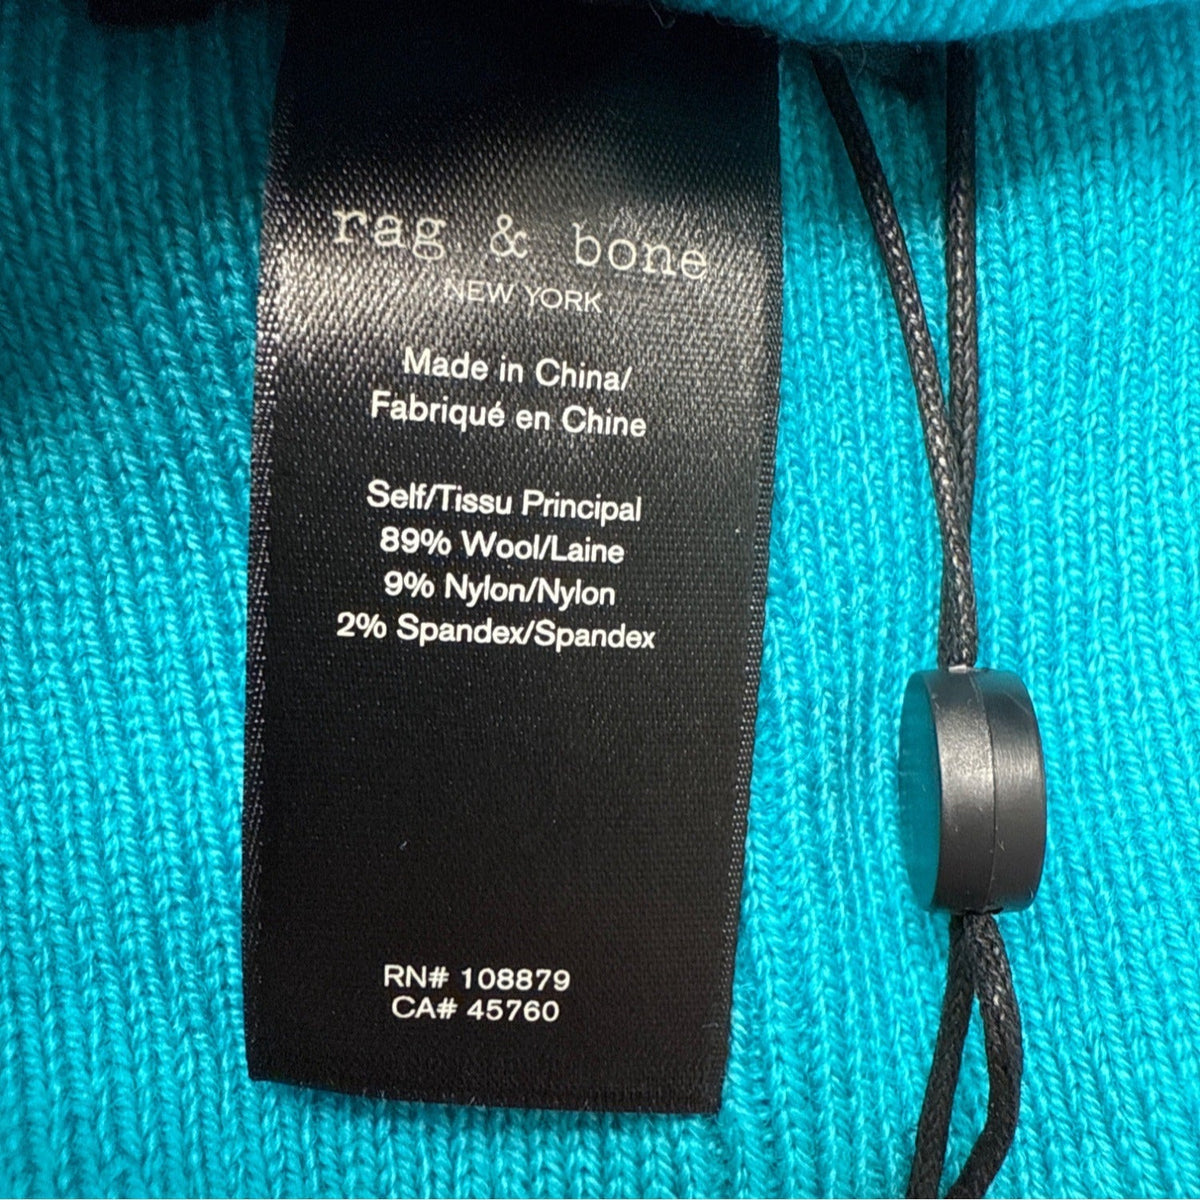 rag & bone
NEW YORK
Made in China/
Fabriqué en Chine
Self/Tissu Principal
89% Wool/Laine
9% Nylon/Nylon
2% Spandex/Spandex
RN# 108879
CA# 45760